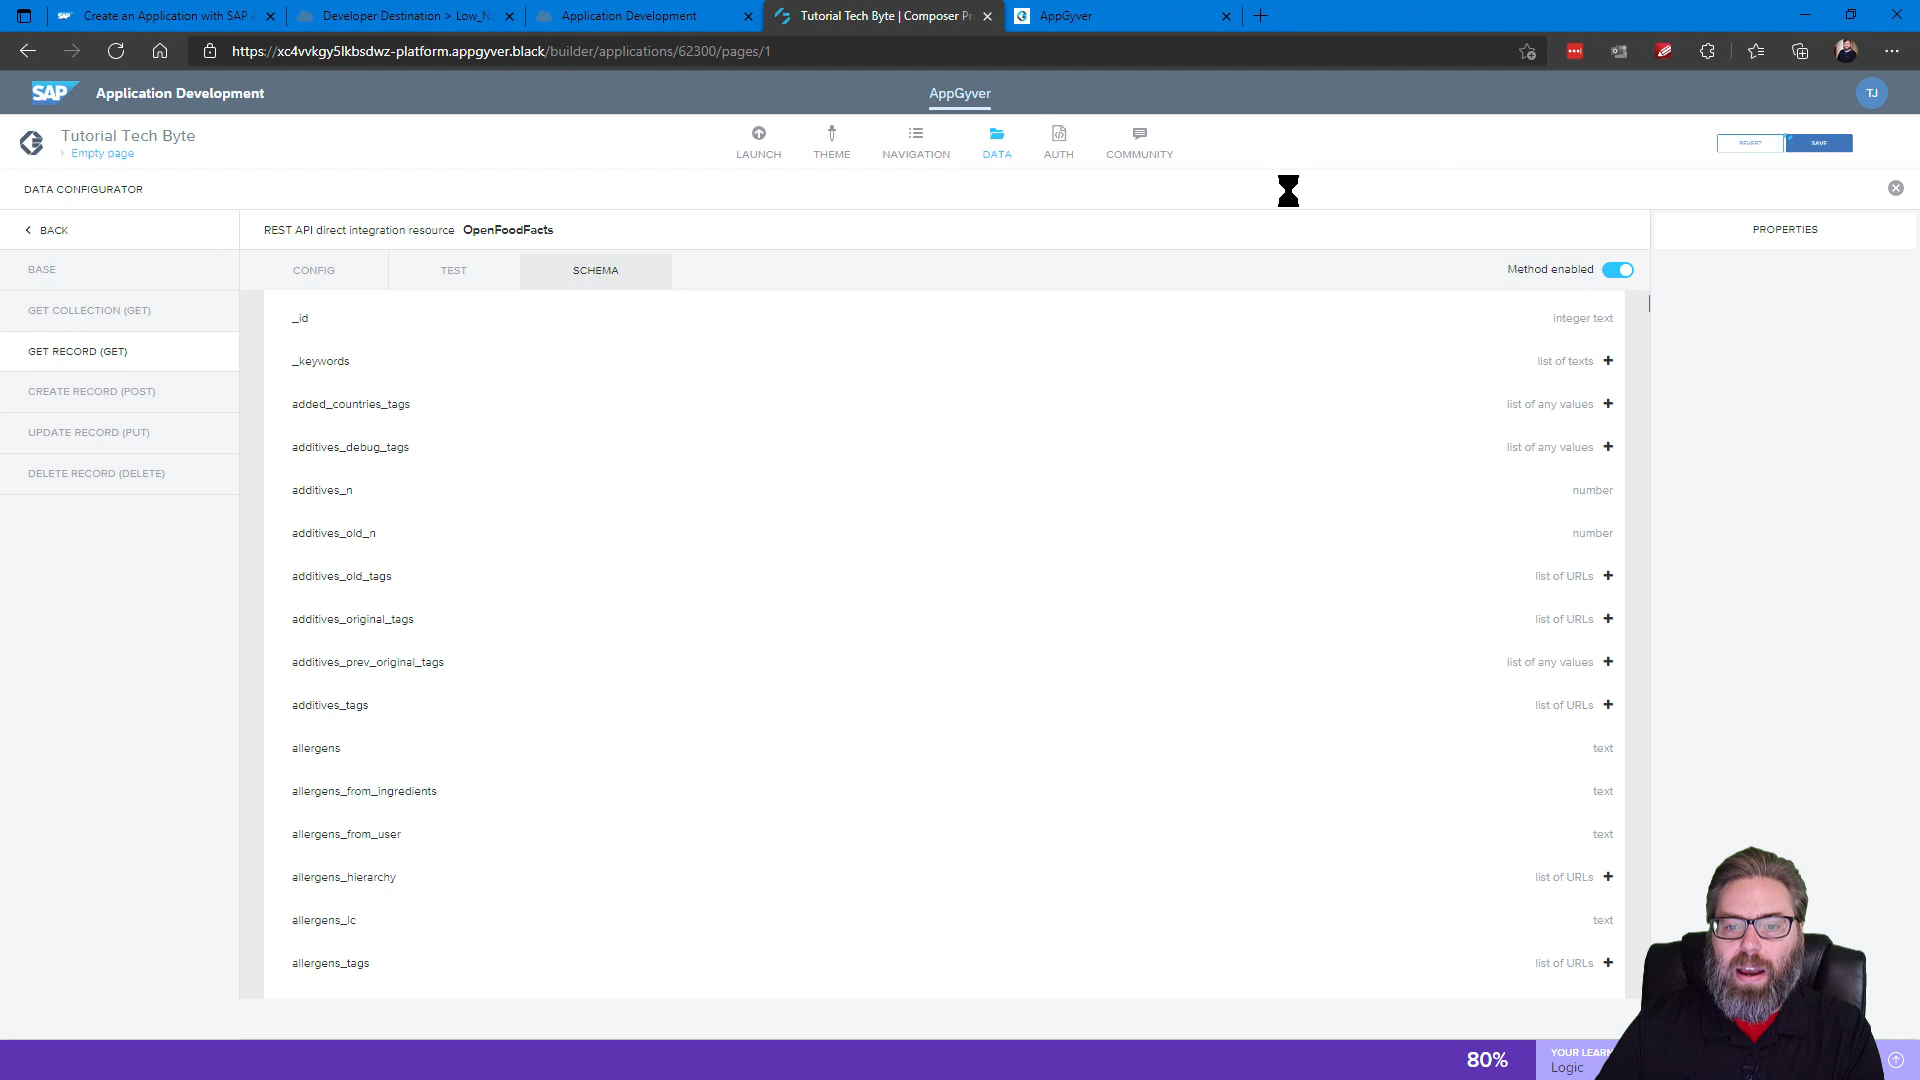 Create an Application with SAP A
Developer Destination > Low_No
Application Development
Tutorial Tech Byte | Composer Pr
AppGyver
https://xc4vvkgy5lkbsdwz-platform.appgyver.black/builder/applications/62300/pages/1
SAP
Application Development
AppGyver
TJ
Tutorial Tech Byte
Empty page
LAUNCH
THEME
NAVIGATION
DATA
AUTH
COMMUNITY
REVERT
SAVE
DATA CONFIGURATOR
BACK
REST API direct integration resource OpenFoodFacts
PROPERTIES
BASE
CONFIG
TEST
SCHEMA
Method enabled
GET COLLECTION (GET)
GET RECORD (GET)
CREATE RECORD (POST)
UPDATE RECORD (PUT)
DELETE RECORD (DELETE)
_id integer text
_keywords list of texts +
added_countries_tags list of any values +
additives_debug_tags list of any values +
additives_n number
additives_old_n number
additives_old_tags list of URLs +
additives_original_tags list of URLs +
additives_prev_original_tags list of any values +
additives_tags list of URLs +
allergens text
allergens_from_ingredients text
allergens_from_user text
allergens_hierarchy list of URLs +
allergens_lc text
allergens_tags list of URLs +
80%
YOUR LEARN
Logic